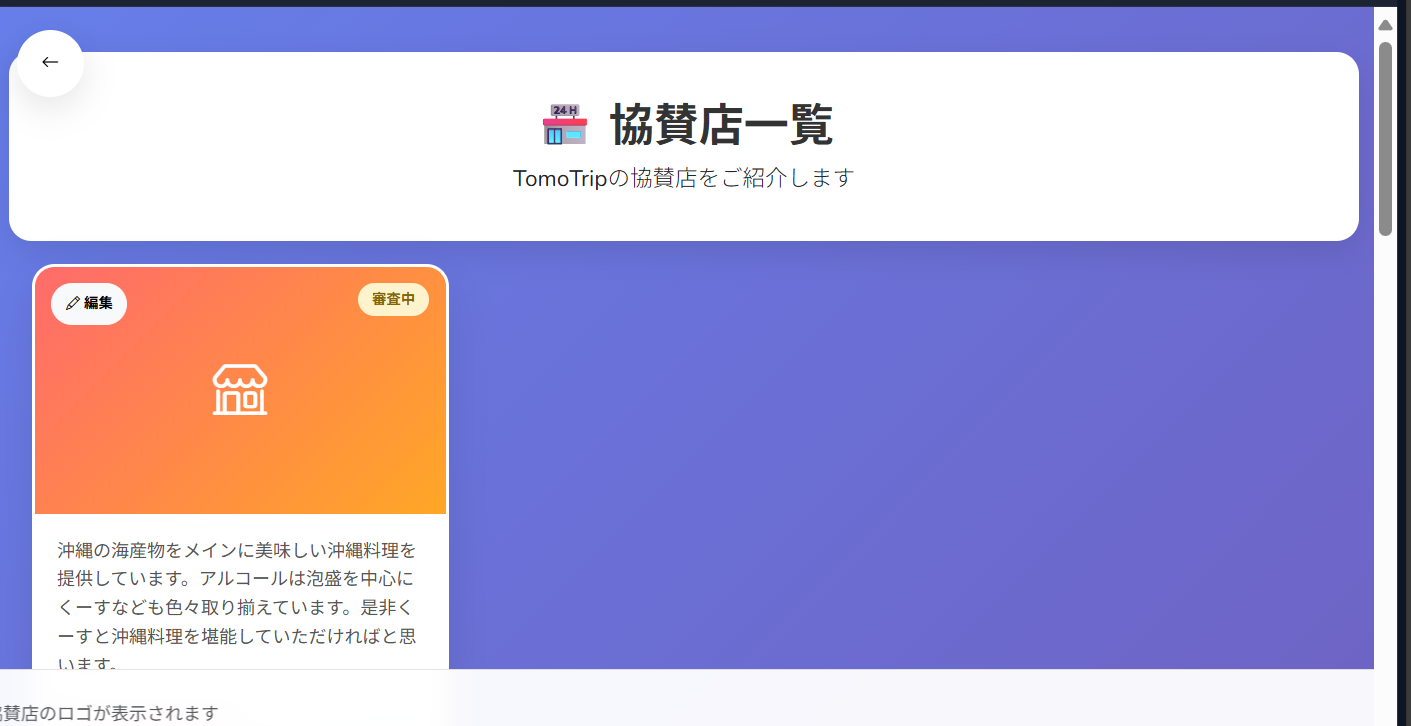 ←
24 H
協賛店一覧
TomoTripの協賛店をご紹介します
編集
審査中
沖縄の海産物をメインに美味しい沖縄料理を
提供しています。アルコールは泡盛を中心に
くーすなども色々取り揃えています。是非く
ーすと沖縄料理を堪能していただければと思
います。
協賛店のロゴが表示されます